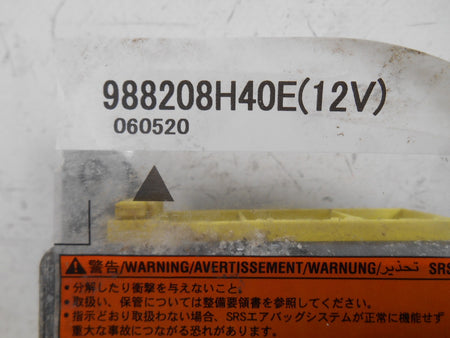 988208H40E(12V)
060520
警告/WARNING/AVERTISSEMENT/WARNUNG/تحذير/ SRS
・分解したり衝撃を与えないこと。
・取扱い、保管については整備要領書を参照してください。
・指示どおり取扱わない場合、SRSエアバッグシステムが正常に機能せず
重大な事故につながる恐れがあります。